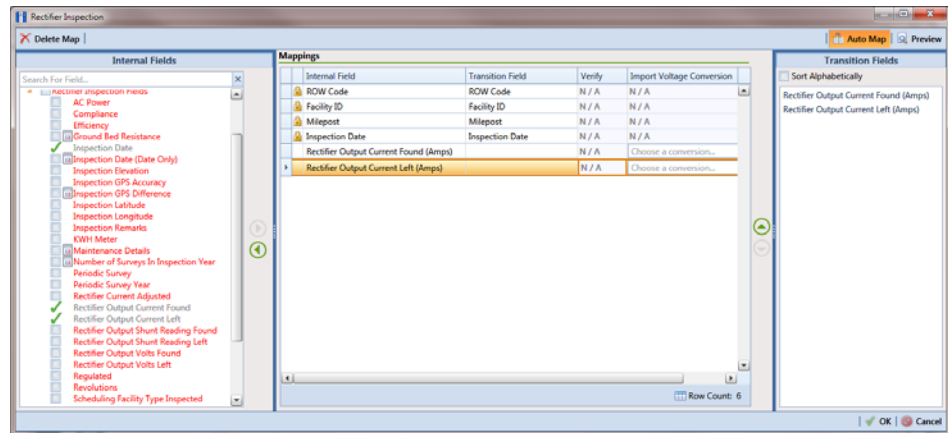 Rectifier Inspection
Delete Map
Auto Map
Preview
Internal Fields
Search For Field...
Rectifier Inspection Fields
AC Power
Compliance
Efficiency
Ground Bed Resistance
Inspection Date
Inspection Date (Date Only)
Inspection Elevation
Inspection GPS Accuracy
Inspection GPS Difference
Inspection Latitude
Inspection Longitude
Inspection Remarks
KWH Meter
Maintenance Details
Number of Surveys In Inspection Year
Periodic Survey
Periodic Survey Year
Rectifier Current Adjusted
Rectifier Output Current Found
Rectifier Output Current Left
Rectifier Output Shunt Reading Found
Rectifier Output Shunt Reading Left
Rectifier Output Volts Found
Rectifier Output Volts Left
Regulated
Revolutions
Scheduling Facility Type Inspected
Mappings
Internal Field Transition Field Verify Import Voltage Conversion
ROW Code ROW Code N / A N / A
Facility ID Facility ID N / A N / A
Milepost Milepost N / A N / A
Inspection Date Inspection Date N / A N / A
Rectifier Output Current Found (Amps) N / A Choose a conversion...
Rectifier Output Current Left (Amps) N / A Choose a conversion...
Row Count: 6
Transition Fields
Sort Alphabetically
Rectifier Output Current Found (Amps)
Rectifier Output Current Left (Amps)
OK
Cancel